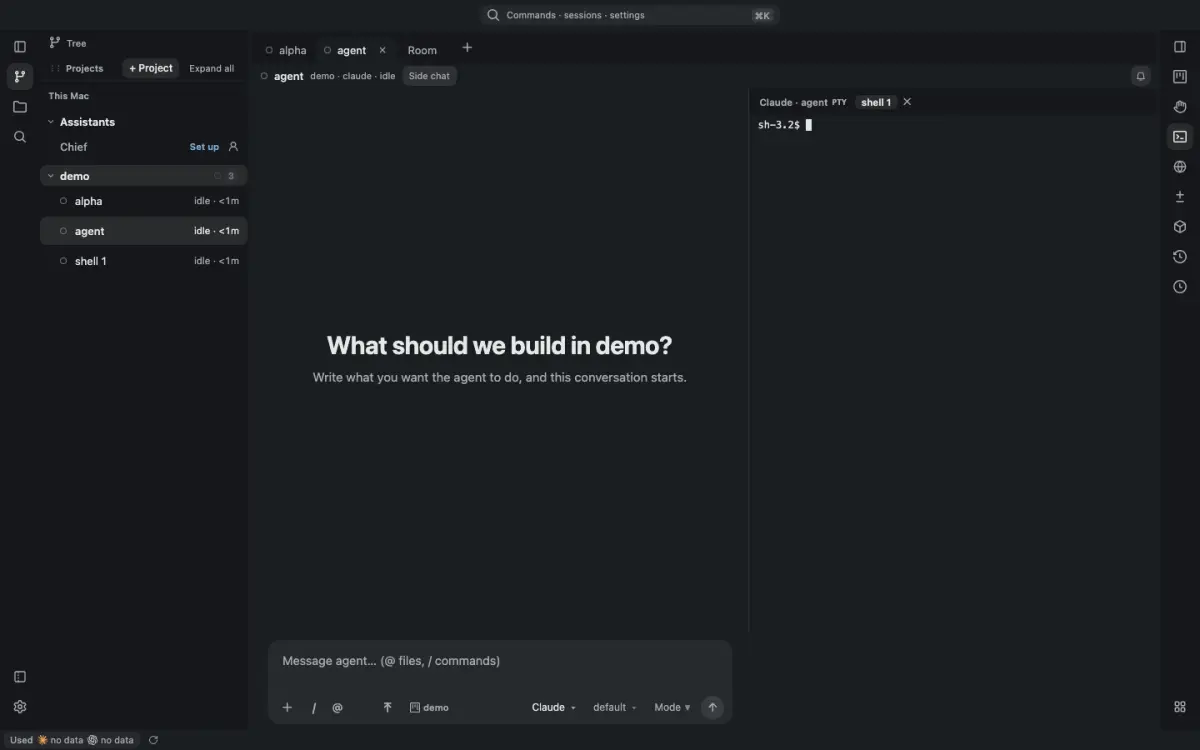 Commands · sessions · settings ⌘K
Tree
Projects + Project Expand all
This Mac
Assistants
Chief Set up
demo 3
alpha idle · <1m
agent idle · <1m
shell 1 idle · <1m
alpha agent × Room +
agent demo · claude · idle Side chat
Claude · agent PTY shell 1 ×
sh-3.2$
What should we build in demo?
Write what you want the agent to do, and this conversation starts.
Message agent... (@ files, / commands)
+ / @ demo Claude default Mode
Used no data no data